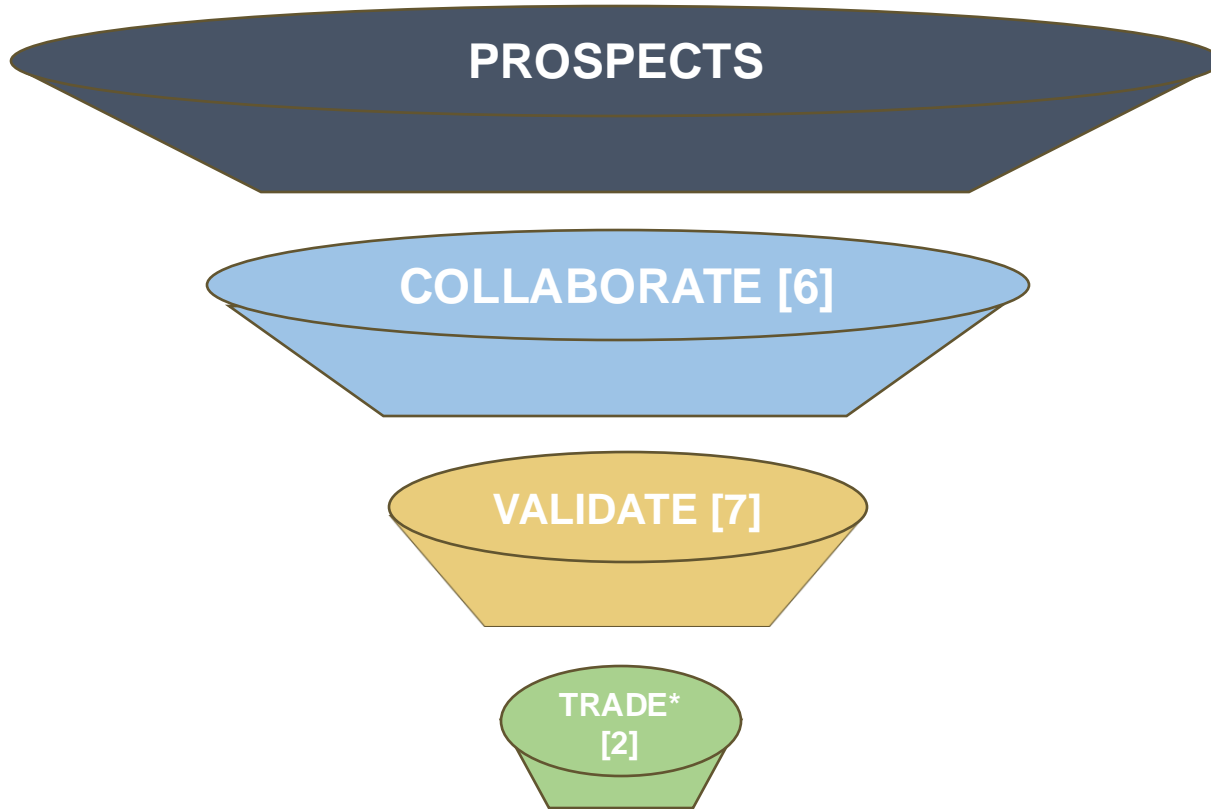 PROSPECTS
COLLABORATE [6]
VALIDATE [7]
TRADE*
[2]